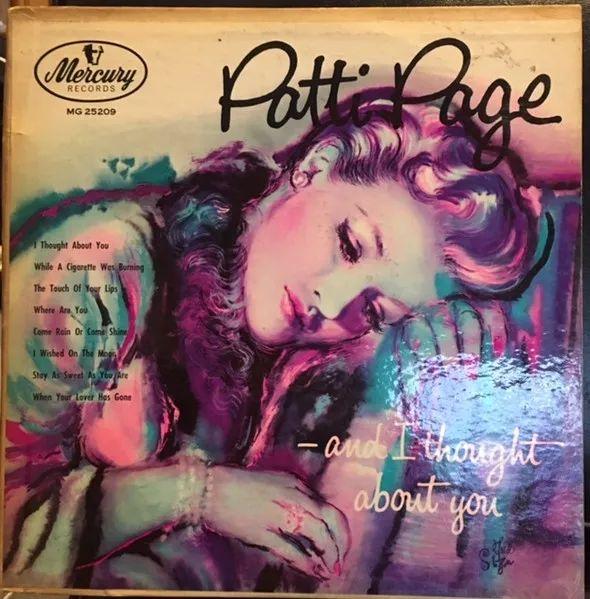 Mercury
RECORDS
MG 25209
Patti Page
I Thought About You
While A Cigarette Was Burning
The Touch Of Your Lips
Where Are You
Come Rain Or Come Shine
I Wished On The Moon
Stay As Sweet As You Are
When Your Lover Has Gone
—and I thought
about you